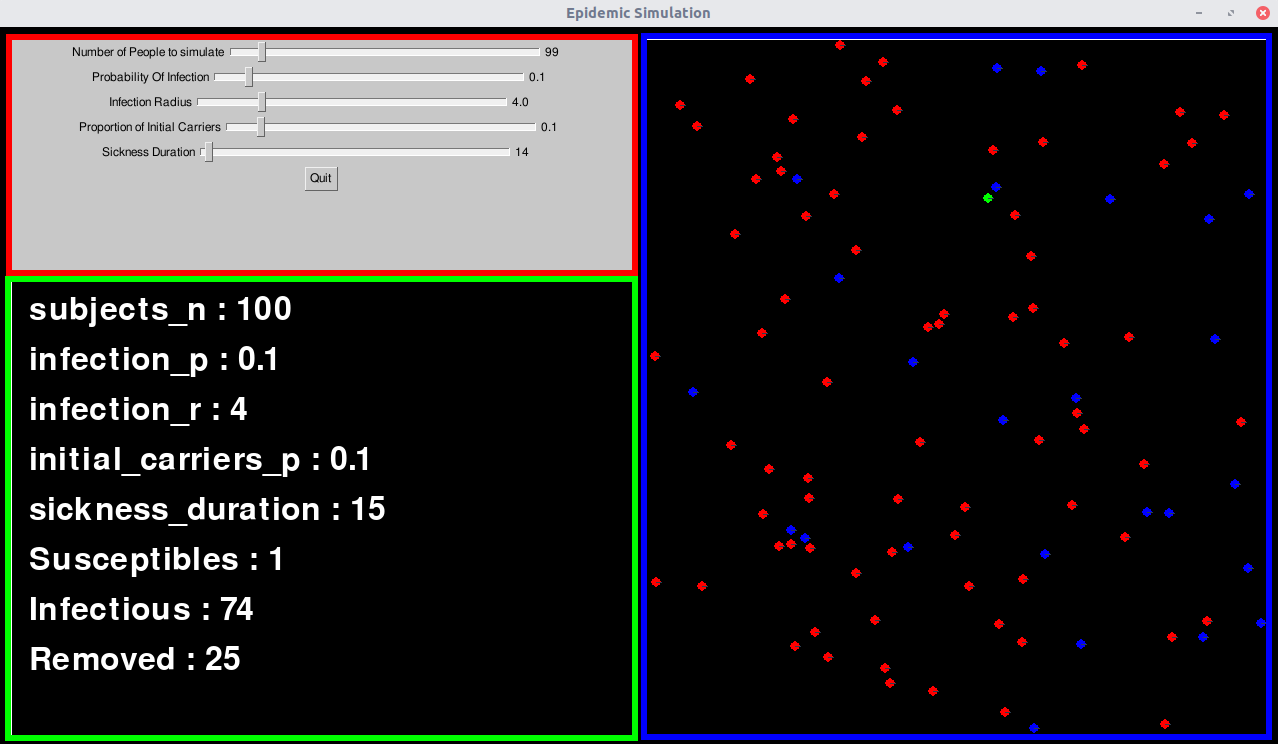 Epidemic Simulation
Number of People to simulate 99
Probability Of Infection 0.1
Infection Radius 4.0
Proportion of Initial Carriers 0.1
Sickness Duration 14
Quit
subjects_n : 100
infection_p : 0.1
infection_r : 4
initial_carriers_p : 0.1
sickness_duration : 15
Susceptibles : 1
Infectious : 74
Removed : 25